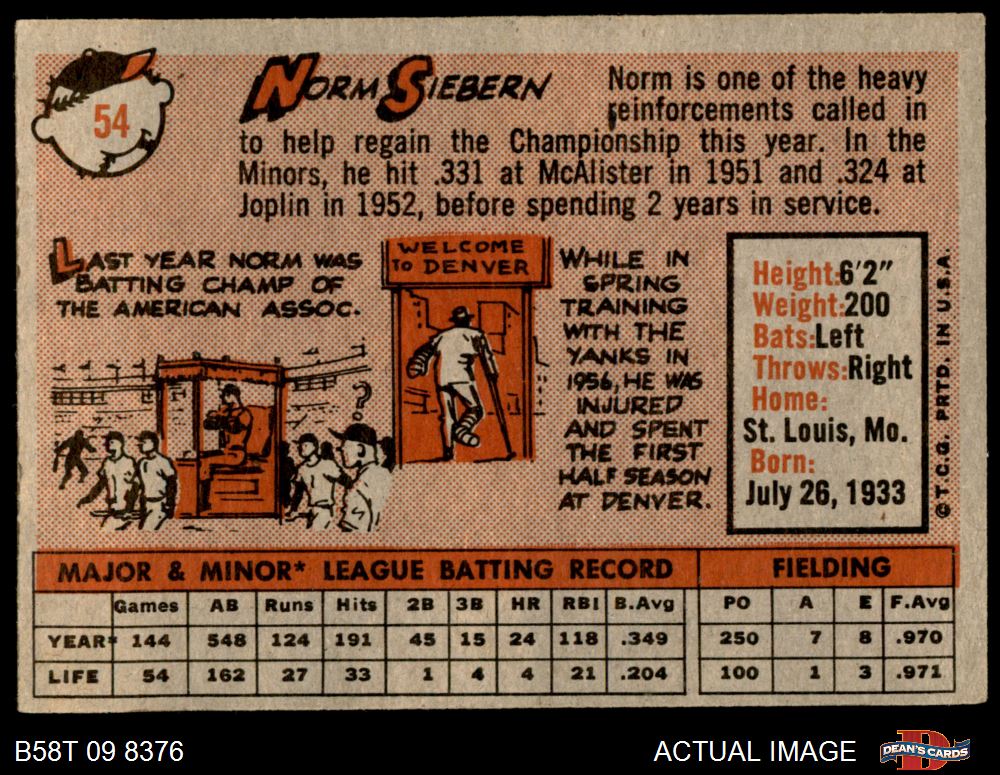 54
NORM SIEBERN
Norm is one of the heavy
reinforcements called in
to help regain the Championship this year. In the
Minors, he hit .331 at McAlister in 1951 and .324 at
Joplin in 1952, before spending 2 years in service.
LAST YEAR NORM WAS
BATTING CHAMP OF
THE AMERICAN ASSOC.
?
WELCOME
TO DENVER
WHILE IN
SPRING
TRAINING
WITH THE
YANKS IN
1956, HE WAS
INJURED
AND SPENT
THE FIRST
HALF SEASON
AT DENVER.
Height:6'2"
Weight:200
Bats:Left
Throws:Right
Home:
St. Louis, Mo.
Born:
July 26, 1933
©T.C.G. PRTD. IN U.S.A.
MAJOR & MINOR* LEAGUE BATTING RECORD FIELDING
Games AB Runs Hits 2B 3B HR RBI B.Avg PO A E F.Avg
YEAR* 144 548 124 191 45 15 24 118 .349 250 7 8 .970
LIFE 54 162 27 33 1 4 4 21 .204 100 1 3 .971
B58T 09 8376 ACTUAL IMAGE DEAN'S CARDS